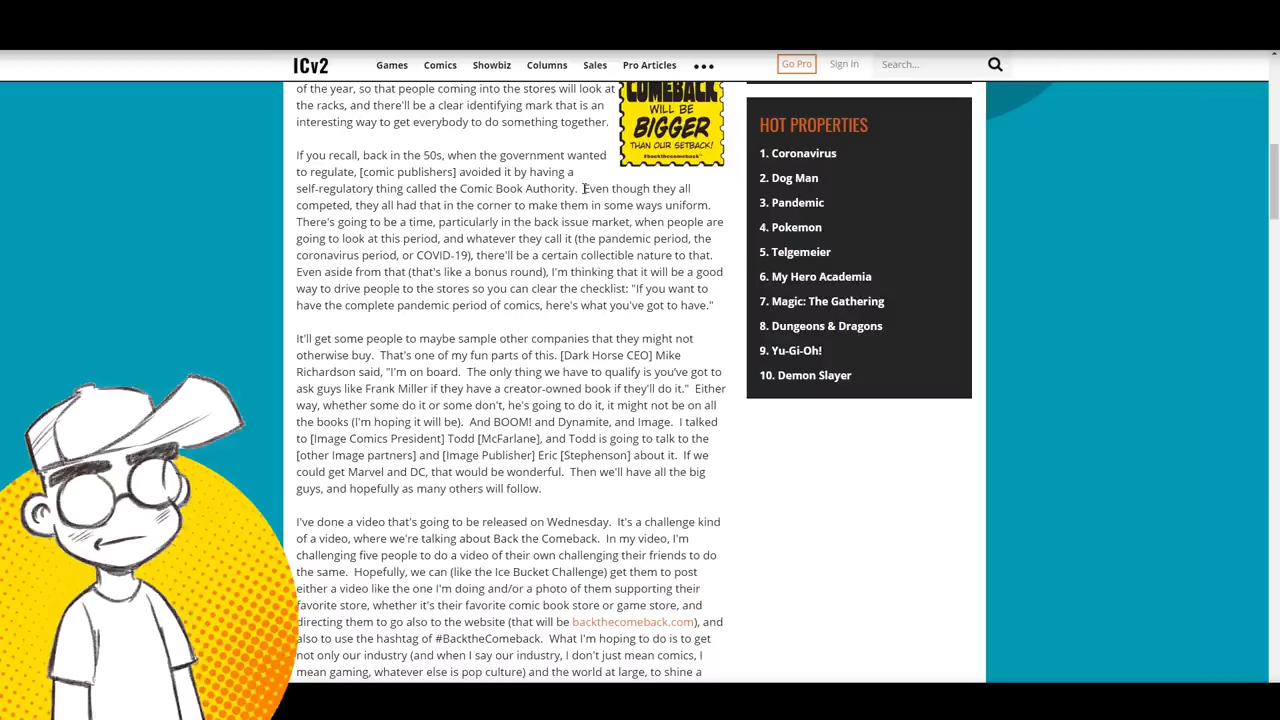 ICv2
Games
Comics
Showbiz
Columns
Sales
Pro Articles
Go Pro
Sign In
Search...
of the year, so that people coming into the stores will look at
the racks, and there'll be a clear identifying mark that is an
interesting way to get everybody to do something together.
COMEBACK
WILL BE
BIGGER
THAN OUR SETBACK!
#backthecomeback™
If you recall, back in the 50s, when the government wanted
to regulate, [comic publishers] avoided it by having a
self-regulatory thing called the Comic Book Authority. Even though they all
competed, they all had that in the corner to make them in some ways uniform.
There's going to be a time, particularly in the back issue market, when people are
going to look at this period, and whatever they call it (the pandemic period, the
coronavirus period, or COVID-19), there'll be a certain collectible nature to that.
Even aside from that (that's like a bonus round), I'm thinking that it will be a good
way to drive people to the stores so you can clear the checklist: "If you want to
have the complete pandemic period of comics, here's what you've got to have."
It'll get some people to maybe sample other companies that they might not
otherwise buy. That's one of my fun parts of this. [Dark Horse CEO] Mike
Richardson said, "I'm on board. The only thing we have to qualify is you've got to
ask guys like Frank Miller if they have a creator-owned book if they'll do it." Either
way, whether some do it or some don't, he's going to do it, it might not be on all
the books (I'm hoping it will be). And BOOM! and Dynamite, and Image. I talked
to [Image Comics President] Todd [McFarlane], and Todd is going to talk to the
[other Image partners] and [Image Publisher] Eric [Stephenson] about it. If we
could get Marvel and DC, that would be wonderful. Then we'll have all the big
guys, and hopefully as many others will follow.
I've done a video that's going to be released on Wednesday. It's a challenge kind
of a video, where we're talking about Back the Comeback. In my video, I'm
challenging five people to do a video of their own challenging their friends to do
the same. Hopefully, we can (like the Ice Bucket Challenge) get them to post
either a video like the one I'm doing and/or a photo of them supporting their
favorite store, whether it's their favorite comic book store or game store, and
directing them to go also to the website (that will be backthecomeback.com), and
also to use the hashtag of #BacktheComeback. What I'm hoping to do is to get
not only our industry (and when I say our industry, I don't just mean comics, I
mean gaming, whatever else is pop culture) and the world at large, to shine a
HOT PROPERTIES
1. Coronavirus
2. Dog Man
3. Pandemic
4. Pokemon
5. Telgemeier
6. My Hero Academia
7. Magic: The Gathering
8. Dungeons & Dragons
9. Yu-Gi-Oh!
10. Demon Slayer